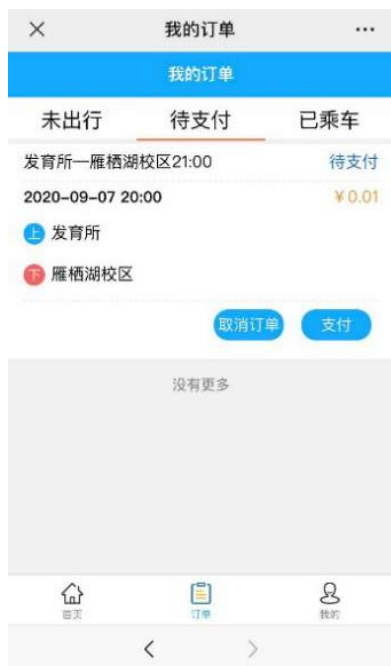 我的订单
我的订单
未出行 待支付 已乘车
发育所—雁栖湖校区21:00 待支付
2020-09-07 20:00 ￥0.01
上 发育所
下 雁栖湖校区
取消订单 支付
没有更多
首页 订单 我的